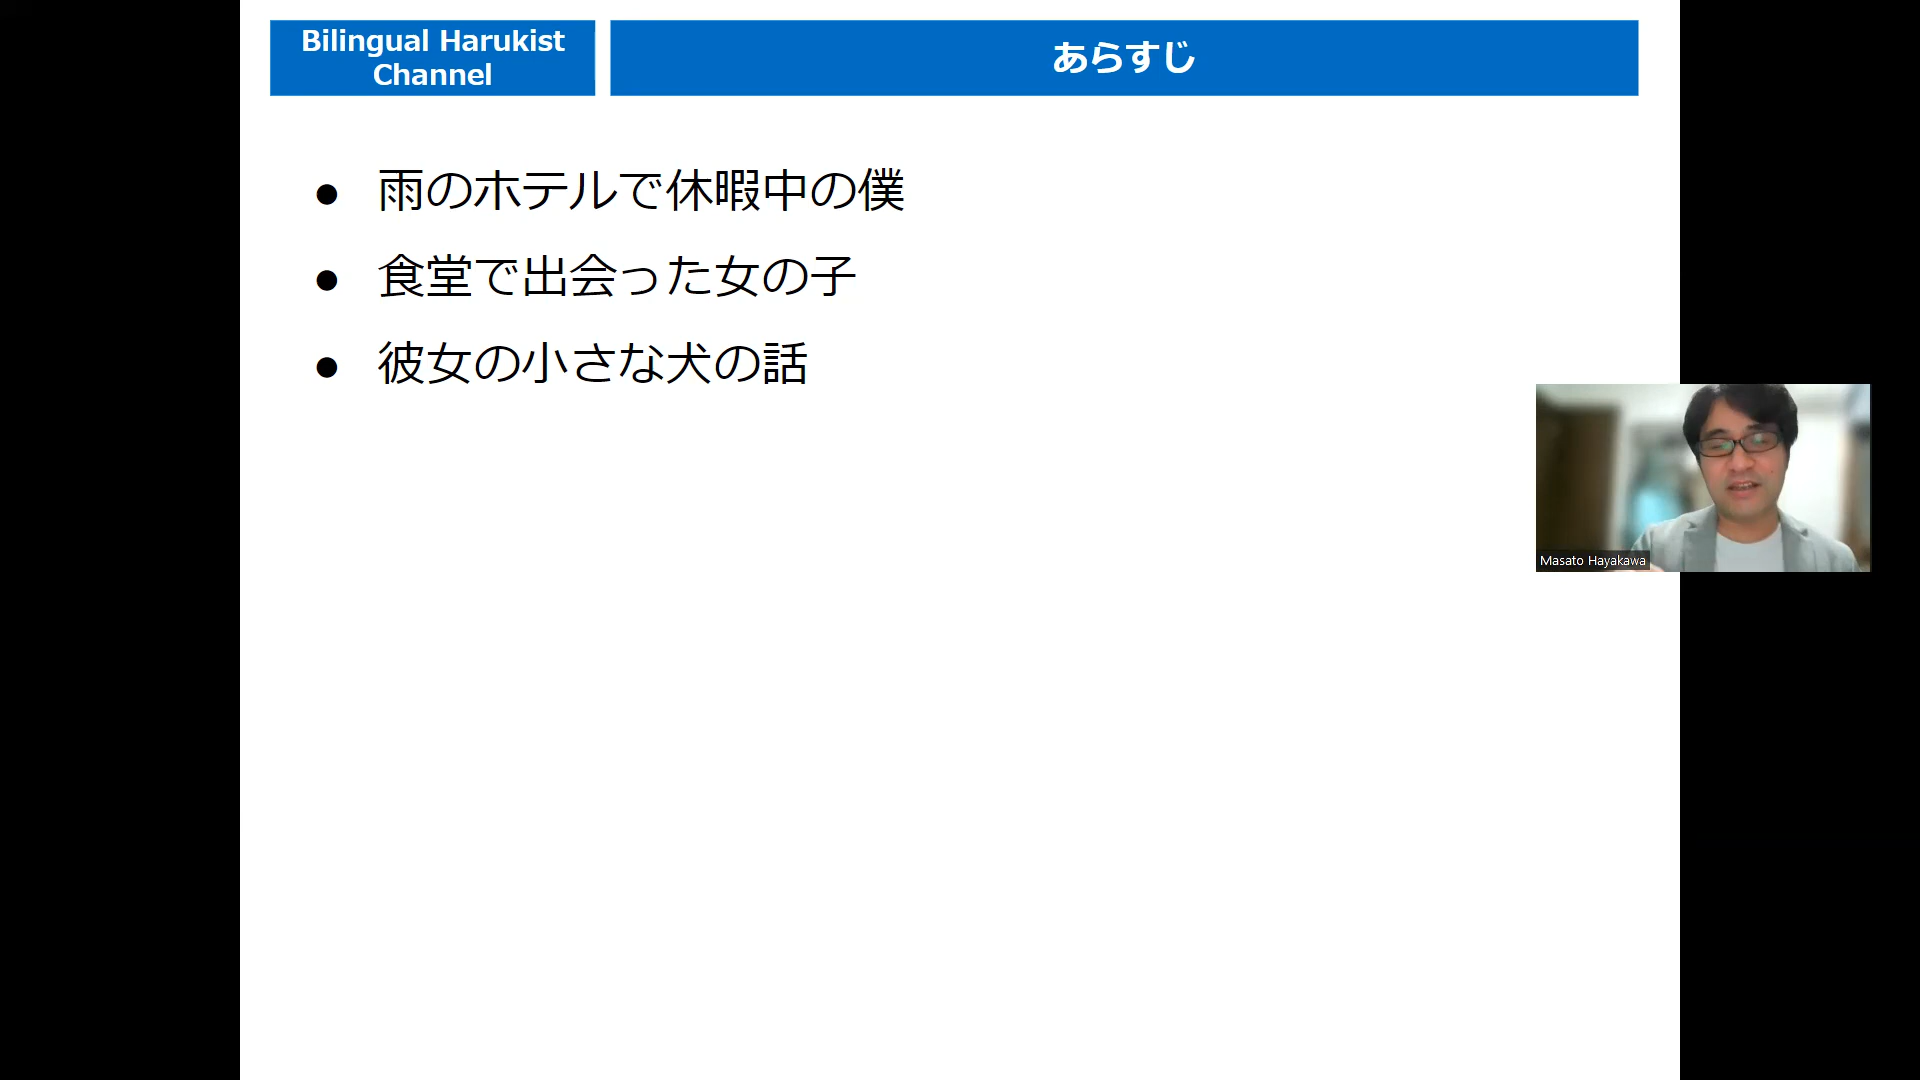 Bilingual Harukist
Channel
あらすじ
● 雨のホテルで休暇中の僕
● 食堂で出会った女の子
● 彼女の小さな犬の話
Masato Hayakawa